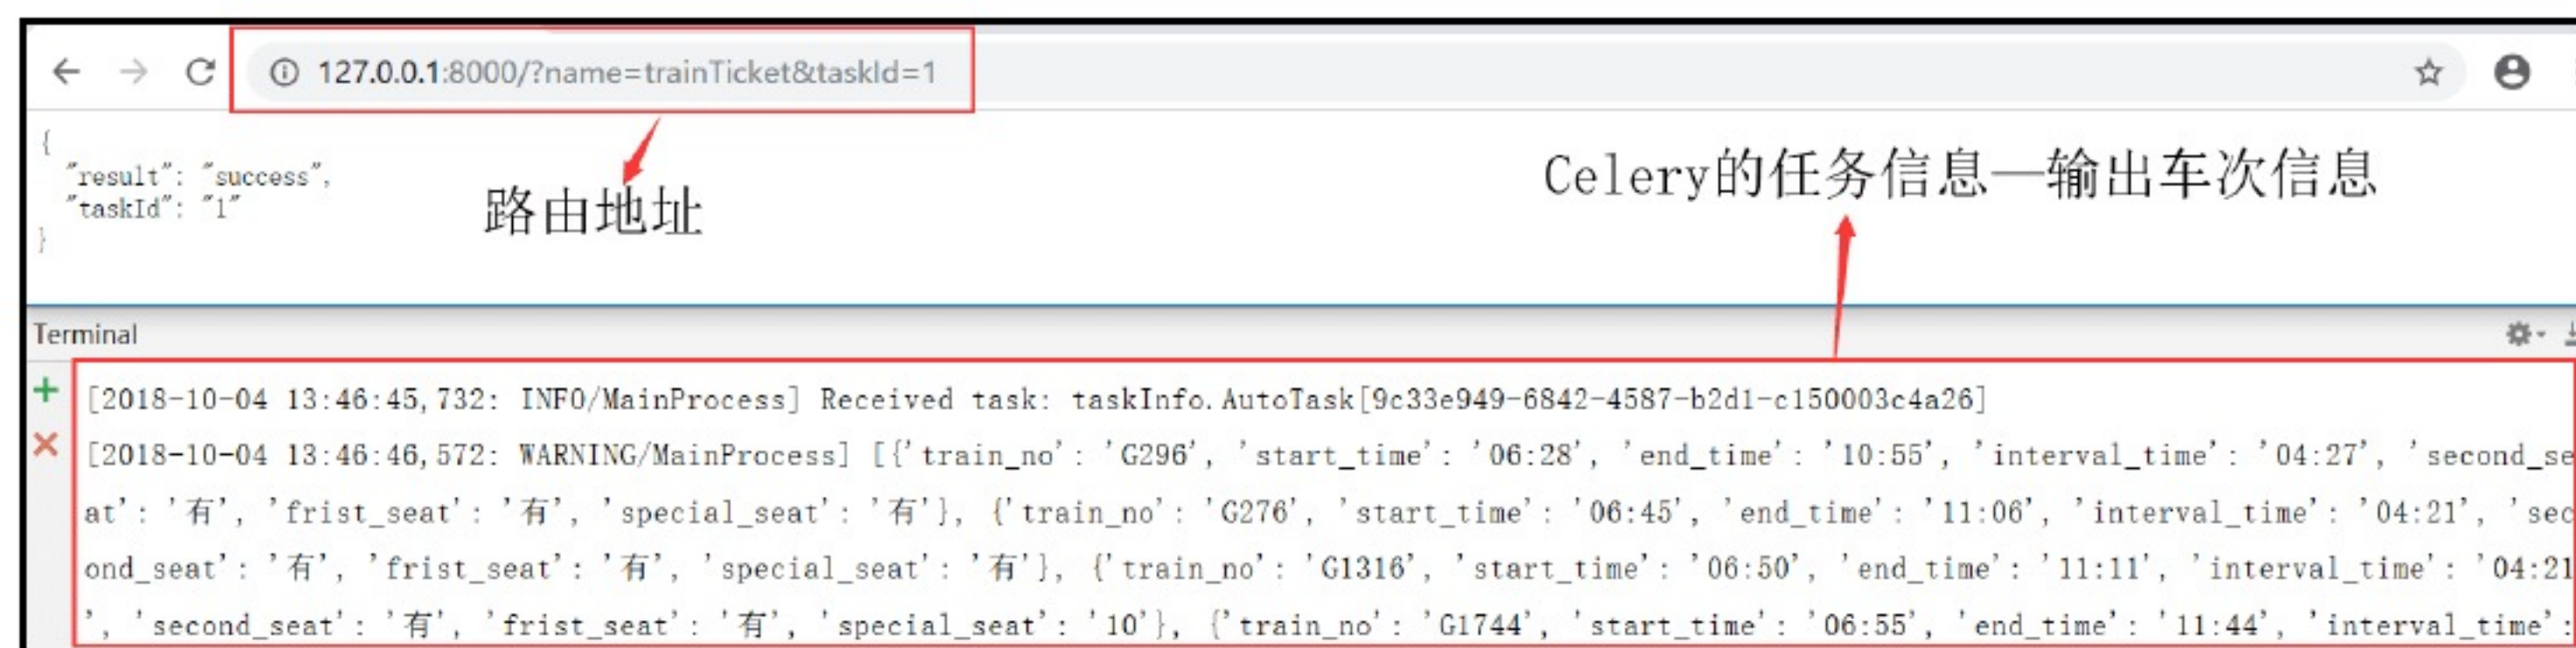 127.0.0.1:8000/?name=trainTicket&taskId=1
{
"result": "success",
"taskId": "1"
}
路由地址
Celery的任务信息—输出车次信息
Terminal
[2018-10-04 13:46:45,732: INFO/MainProcess] Received task: taskInfo.AutoTask[9c33e949-6842-4587-b2d1-c150003c4a26]
[2018-10-04 13:46:46,572: WARNING/MainProcess] [{'train_no': 'G296', 'start_time': '06:28', 'end_time': '10:55', 'interval_time': '04:27', 'second_se
at': '有', 'frist_seat': '有', 'special_seat': '有'}, {'train_no': 'G276', 'start_time': '06:45', 'end_time': '11:06', 'interval_time': '04:21', 'sec
ond_seat': '有', 'frist_seat': '有', 'special_seat': '有'}, {'train_no': 'G1316', 'start_time': '06:50', 'end_time': '11:11', 'interval_time': '04:21
', 'second_seat': '有', 'frist_seat': '有', 'special_seat': '10'}, {'train_no': 'G1744', 'start_time': '06:55', 'end_time': '11:44', 'interval_time':